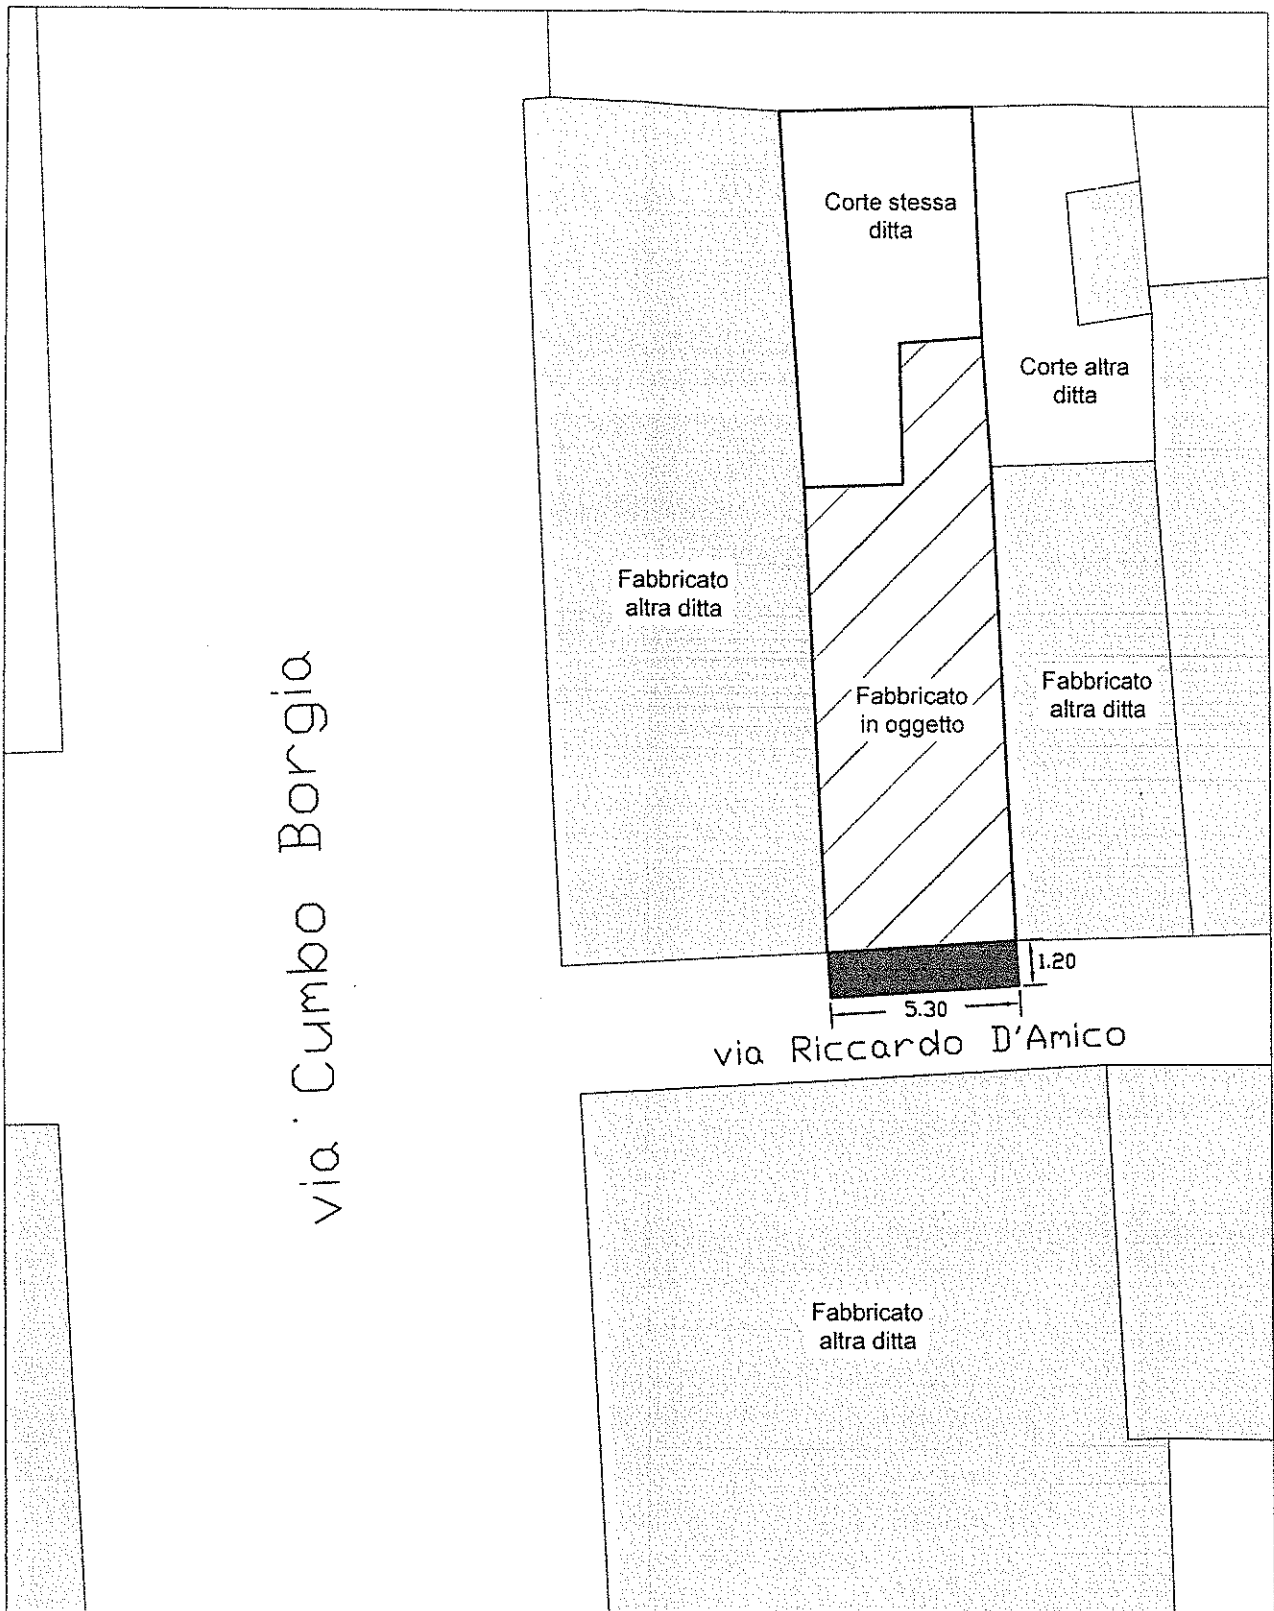 Corte stessa
ditta
Corte altra
ditta
Fabbricato
altra ditta
Fabbricato
in oggetto
Fabbricato
altra ditta
via Cumbo Borgia
1.20
5.30
via Riccardo D'Amico
Fabbricato
altra ditta